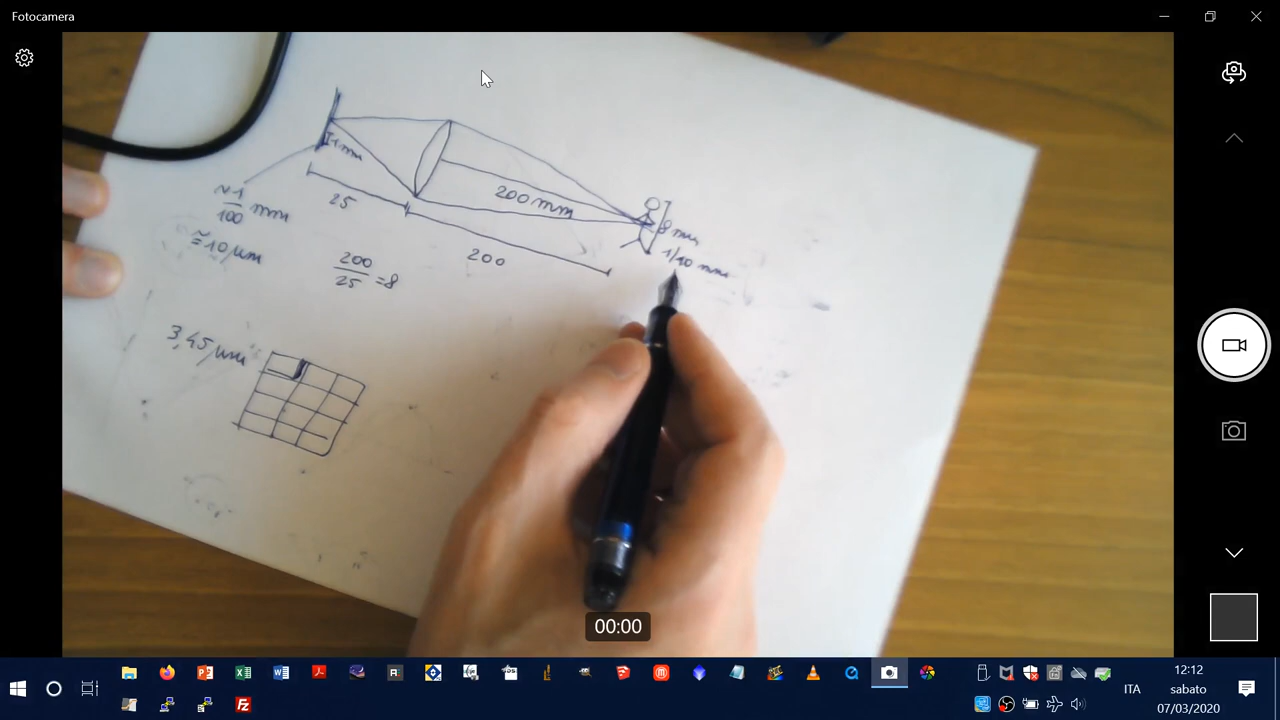 Fotocamera
1 mm
~ 1
100 mm
≅ 10 μm
25
200 mm
200
200
25 = 8
8 mm
1/10 mm
3,45 μm
00:00
12:12
ITA
sabato
07/03/2020